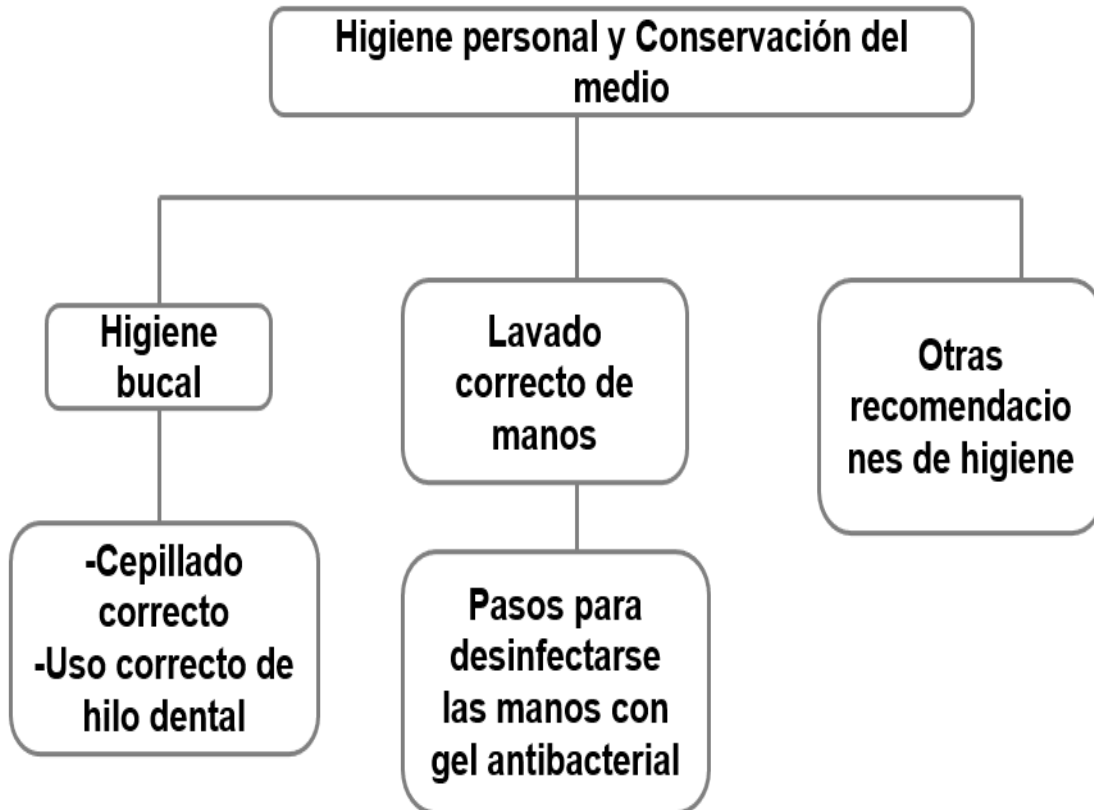 Higiene personal y Conservación del
medio
Higiene
bucal
Lavado
correcto de
manos
Otras
recomendacio
nes de higiene
-Cepillado
correcto
-Uso correcto de
hilo dental
Pasos para
desinfectarse
las manos con
gel antibacterial